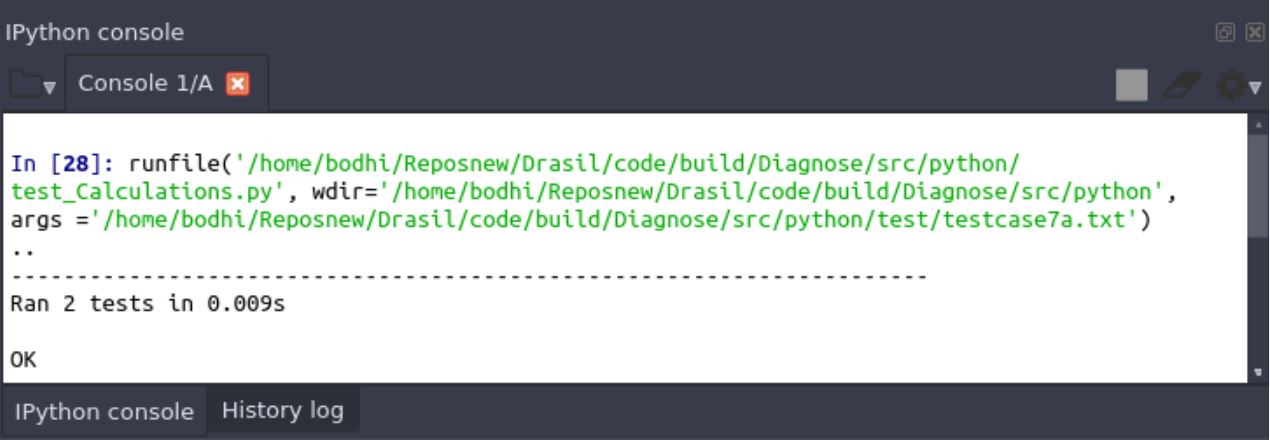 IPython console
Console 1/A
In [28]: runfile('/home/bodhi/Reposnew/Drasil/code/build/Diagnose/src/python/
test_Calculations.py', wdir='/home/bodhi/Reposnew/Drasil/code/build/Diagnose/src/python',
args ='/home/bodhi/Reposnew/Drasil/code/build/Diagnose/src/python/test/testcase7a.txt')
..
----------------------------------------------------------------------
Ran 2 tests in 0.009s
OK
IPython console History log